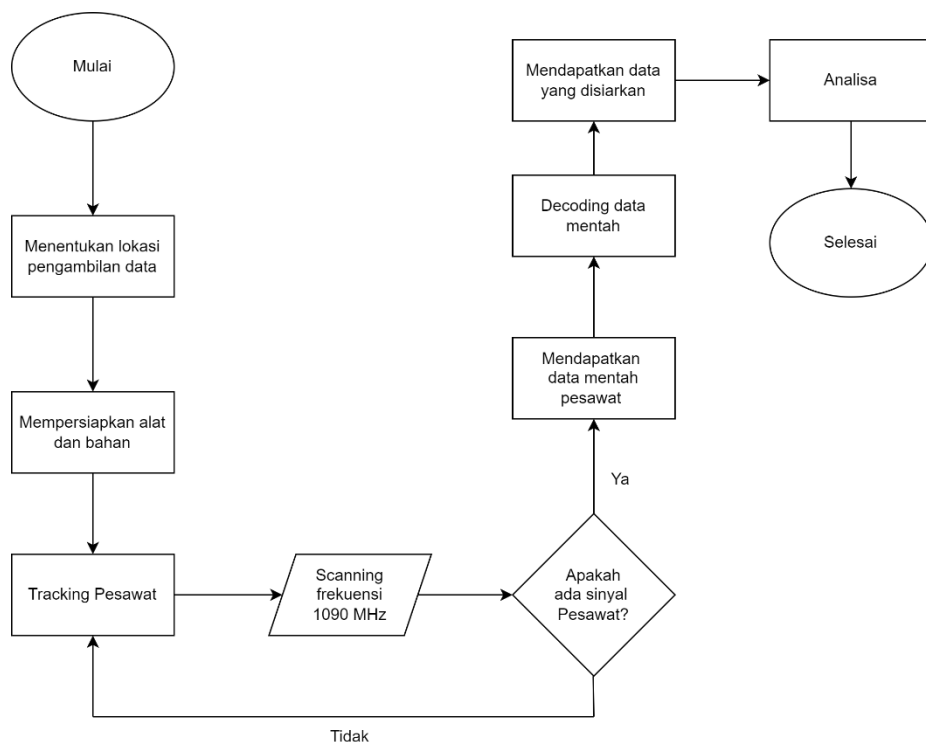 Mulai
Menentukan lokasi
pengambilan data
Mempersiapkan alat
dan bahan
Tracking Pesawat
Scanning
frekuensi
1090 MHz
Apakah
ada sinyal
Pesawat?
Tidak
Ya
Mendapatkan
data mentah
pesawat
Decoding data
mentah
Mendapatkan data
yang disiarkan
Analisa
Selesai